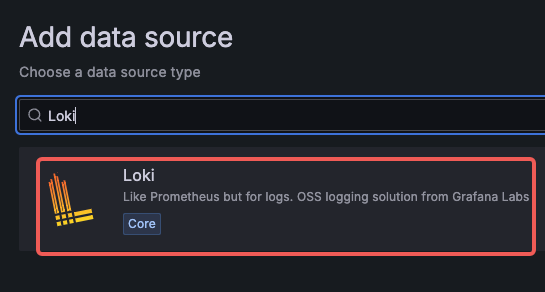 Add data source
Choose a data source type
Loki
Loki
Like Prometheus but for logs. OSS logging solution from Grafana Labs
Core